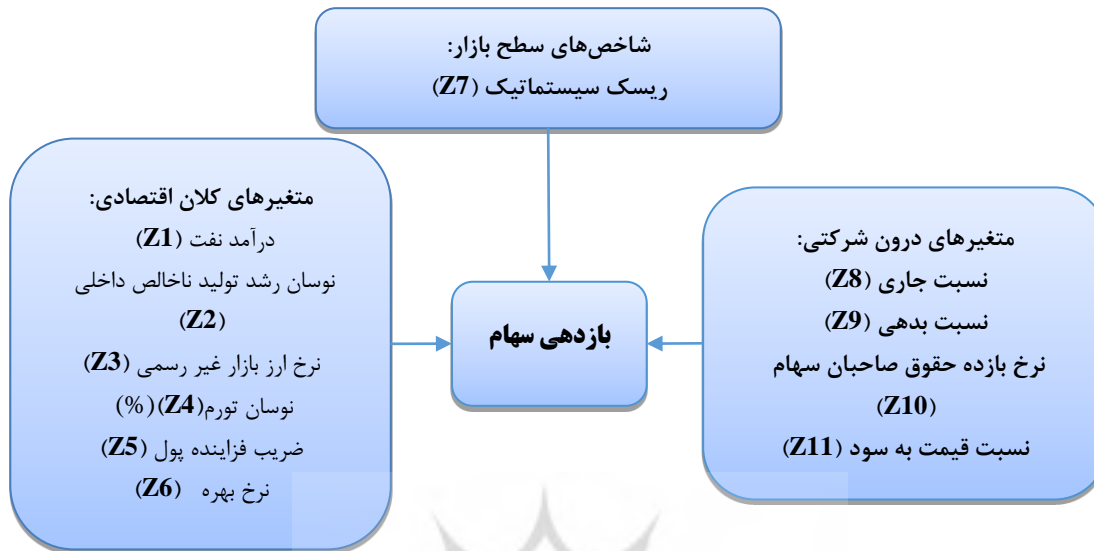 شاخص‌های سطح بازار:
ریسک سیستماتیک (Z7)
متغیرهای درون شرکتی:
نسبت جاری (Z8)
نسبت بدهی (Z9)
نرخ بازده حقوق صاحبان سهام
(Z10)
نسبت قیمت به سود (Z11)
بازدهی سهام
متغیرهای کلان اقتصادی:
درآمد نفت (Z1)
نوسان رشد تولید ناخالص داخلی
(Z2)
نرخ ارز بازار غیر رسمی (Z3)
نوسان تورم(Z4)(%)
ضریب فزاینده پول (Z5)
نرخ بهره (Z6)